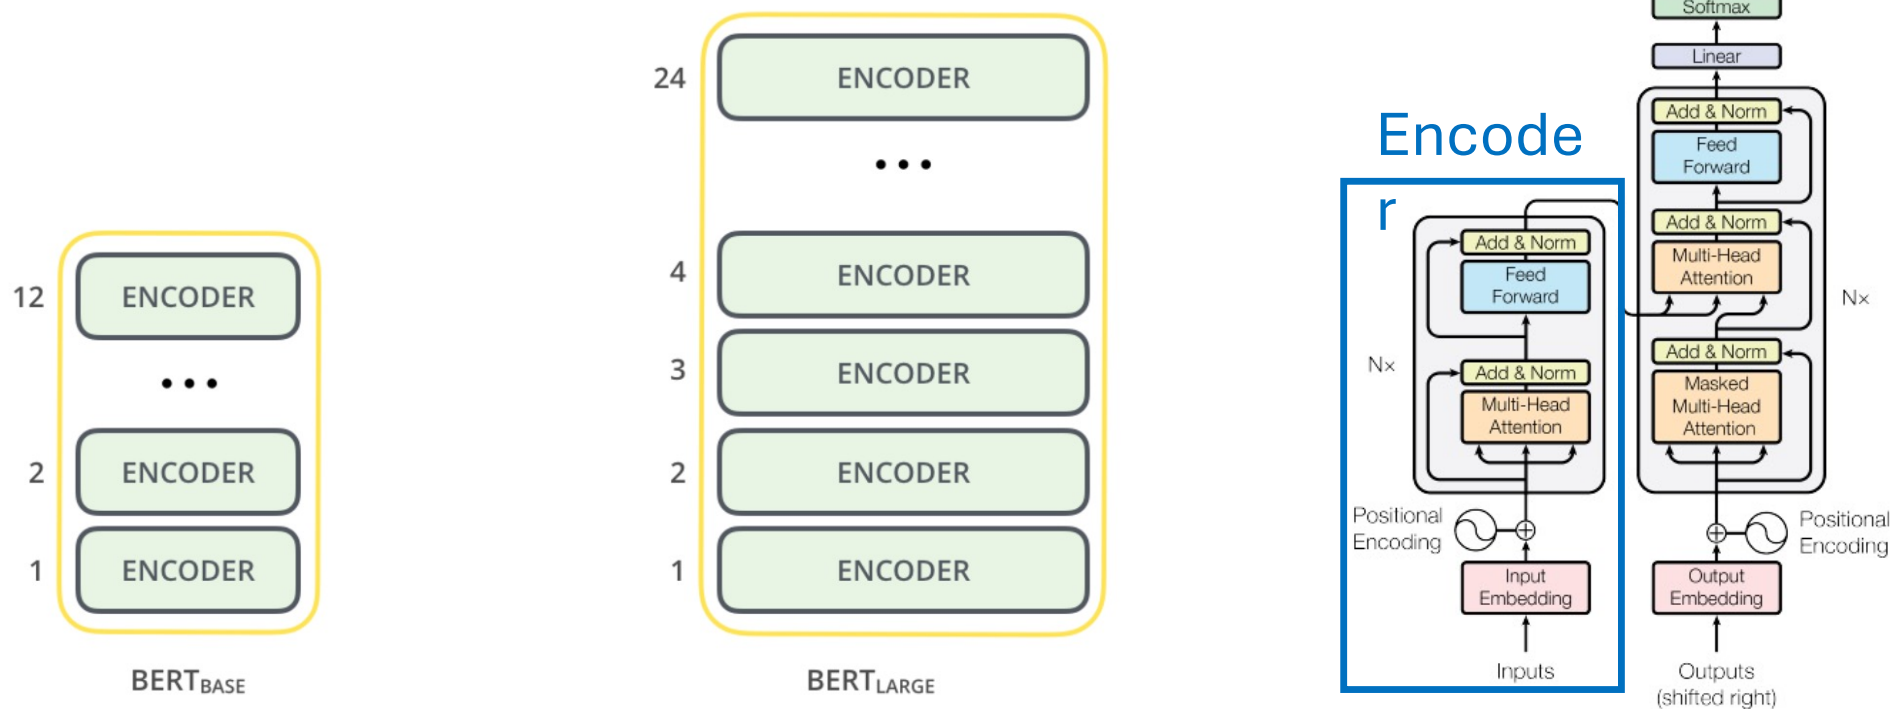 12
ENCODER
2
ENCODER
1
ENCODER
BERTBASE
24
ENCODER
4
ENCODER
3
ENCODER
2
ENCODER
1
ENCODER
BERTLARGE
Encode
r
Add & Norm
Feed
Forward
Nx
Add & Norm
Multi-Head
Attention
Positional
Encoding
Input
Embedding
Inputs
Softmax
Linear
Add & Norm
Feed
Forward
Add & Norm
Multi-Head
Attention
Nx
Add & Norm
Masked
Multi-Head
Attention
Positional
Encoding
Output
Embedding
Outputs
(shifted right)